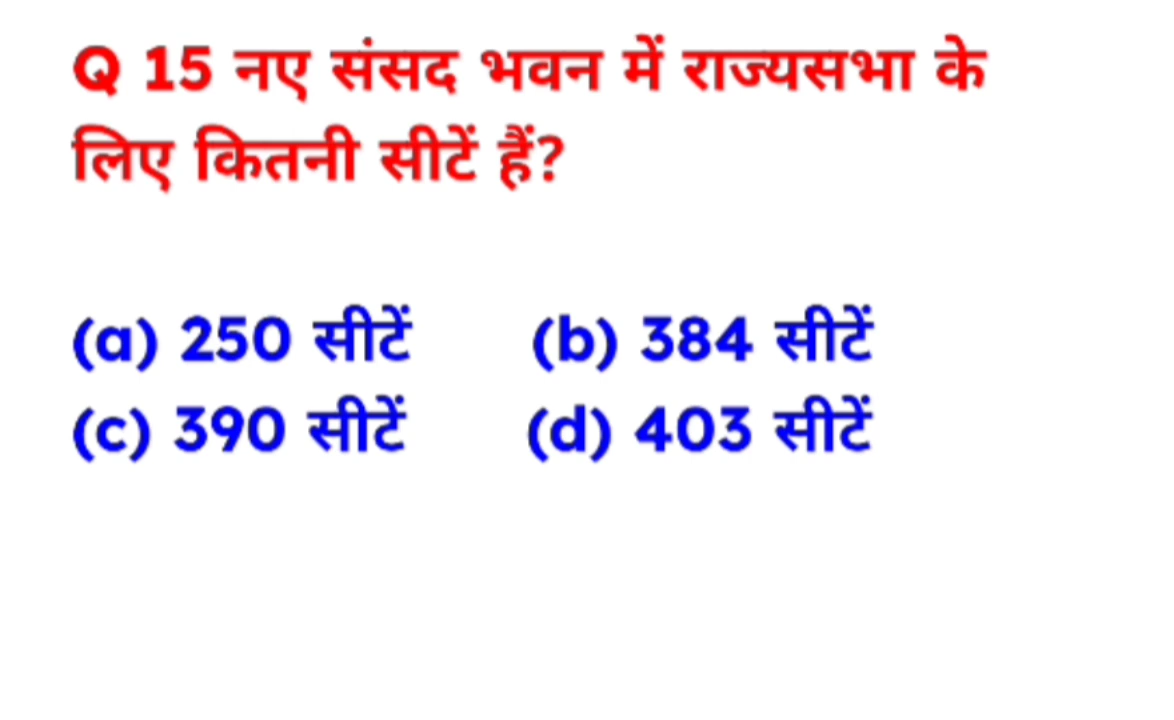 Q 15 नए संसद भवन में राज्यसभा के
लिए कितनी सीटें हैं?
(a) 250 सीटें (b) 384 सीटें
(c) 390 सीटें (d) 403 सीटें